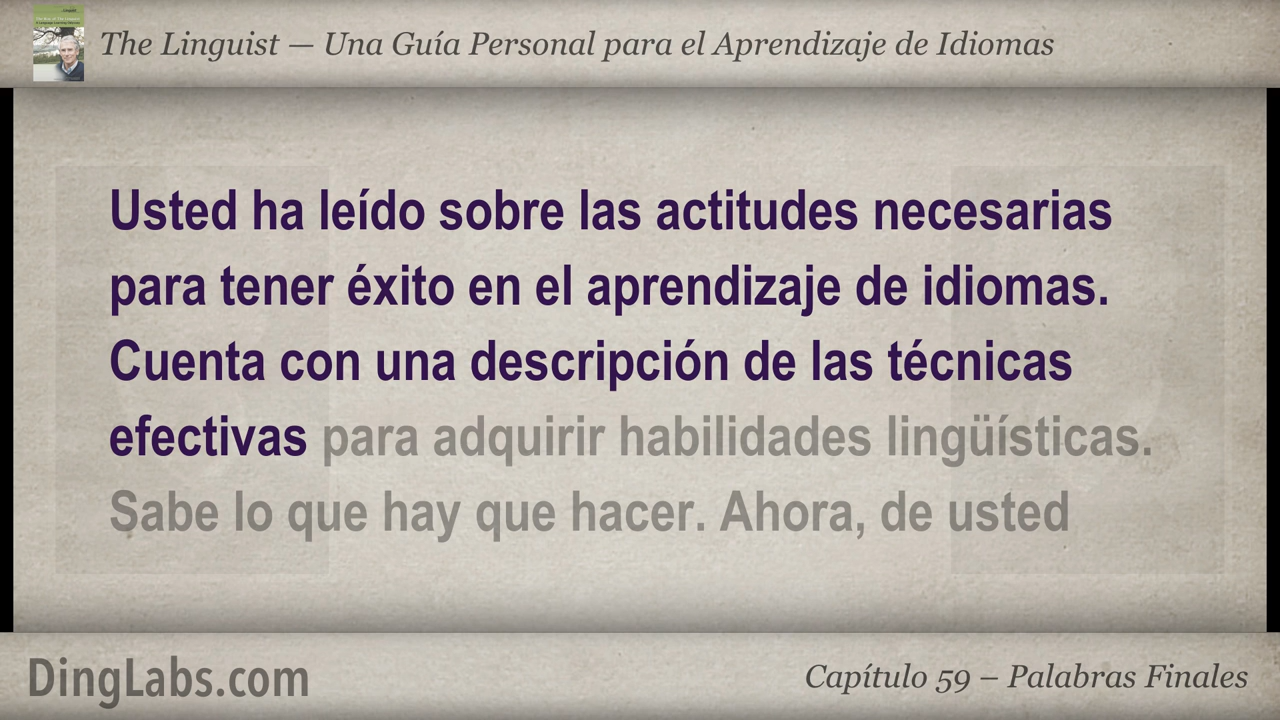 The Linguist — Una Guía Personal para el Aprendizaje de Idiomas
Usted ha leído sobre las actitudes necesarias
para tener éxito en el aprendizaje de idiomas.
Cuenta con una descripción de las técnicas
efectivas para adquirir habilidades lingüísticas.
Sabe lo que hay que hacer. Ahora, de usted
DingLabs.com
Capítulo 59 – Palabras Finales